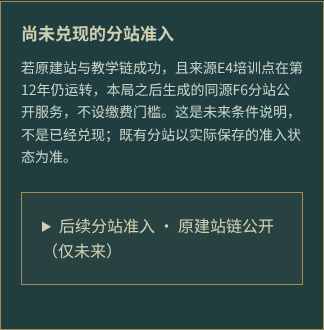 尚未兑现的分站准入
若原建站与教学链成功，且来源E4培训点在第
12年仍运转，本局之后生成的同源F6分站公
开服务，不设缴费门槛。这是未来条件说明，
不是已经兑现；既有分站以实际保存的准入状
态为准。
▶ 后续分站准入 · 原建站链公开
（仅未来）